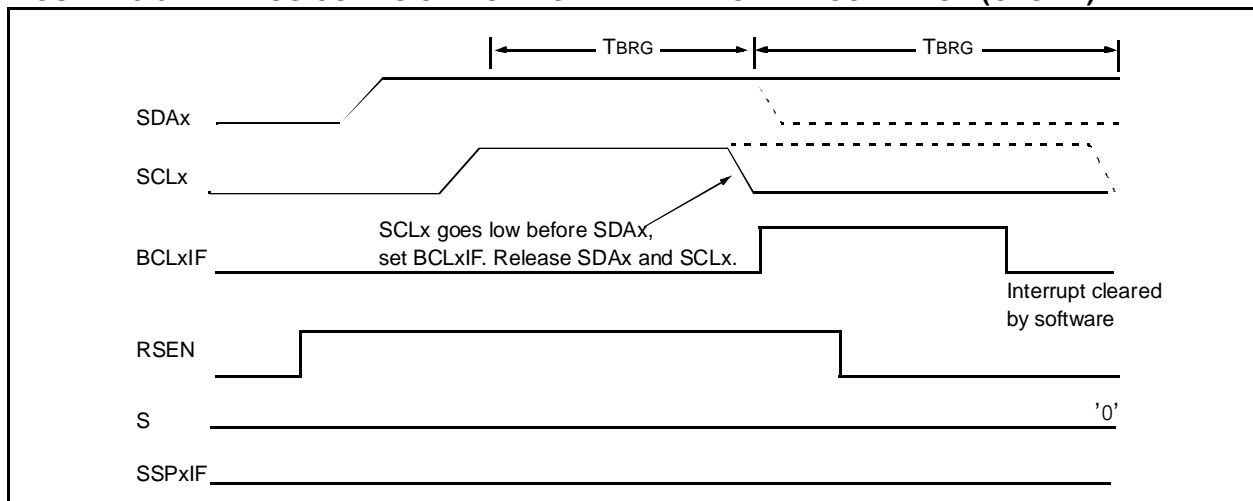 TBRG TBRG
SDAx
SCLx
SCLx goes low before SDAx,
set BCLxIF. Release SDAx and SCLx.
BCLxIF
Interrupt cleared
by software
RSEN
S
'0'
SSPxIF